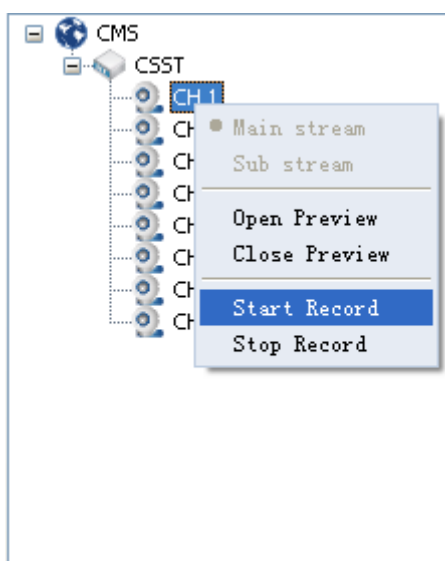 CMS
CSST
CH 1
Main stream
Sub stream
Open Preview
Close Preview
Start Record
Stop Record